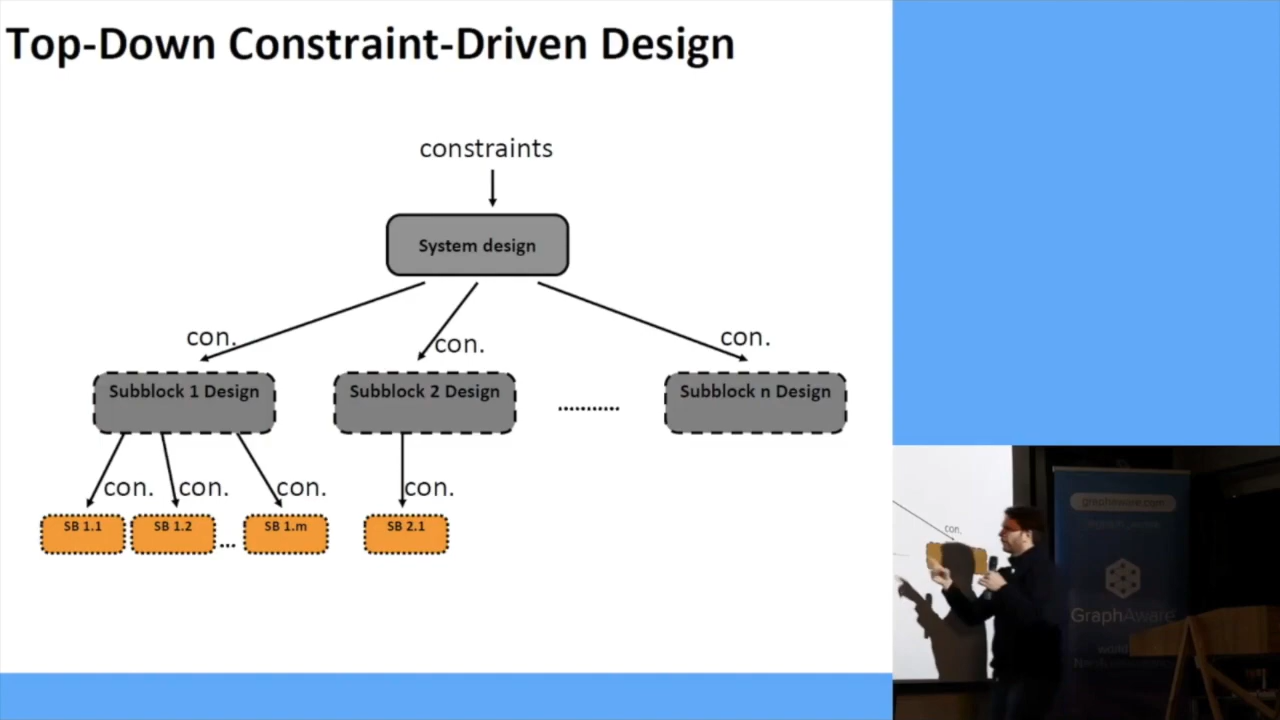 Top-Down Constraint-Driven Design
constraints
System design
con.
con.
con.
Subblock 1 Design
Subblock 2 Design
...........
Subblock n Design
con.
con.
con.
con.
SB 1.1
SB 1.2
...
SB 1.m
SB 2.1
con.
graphaware.com
GraphAware